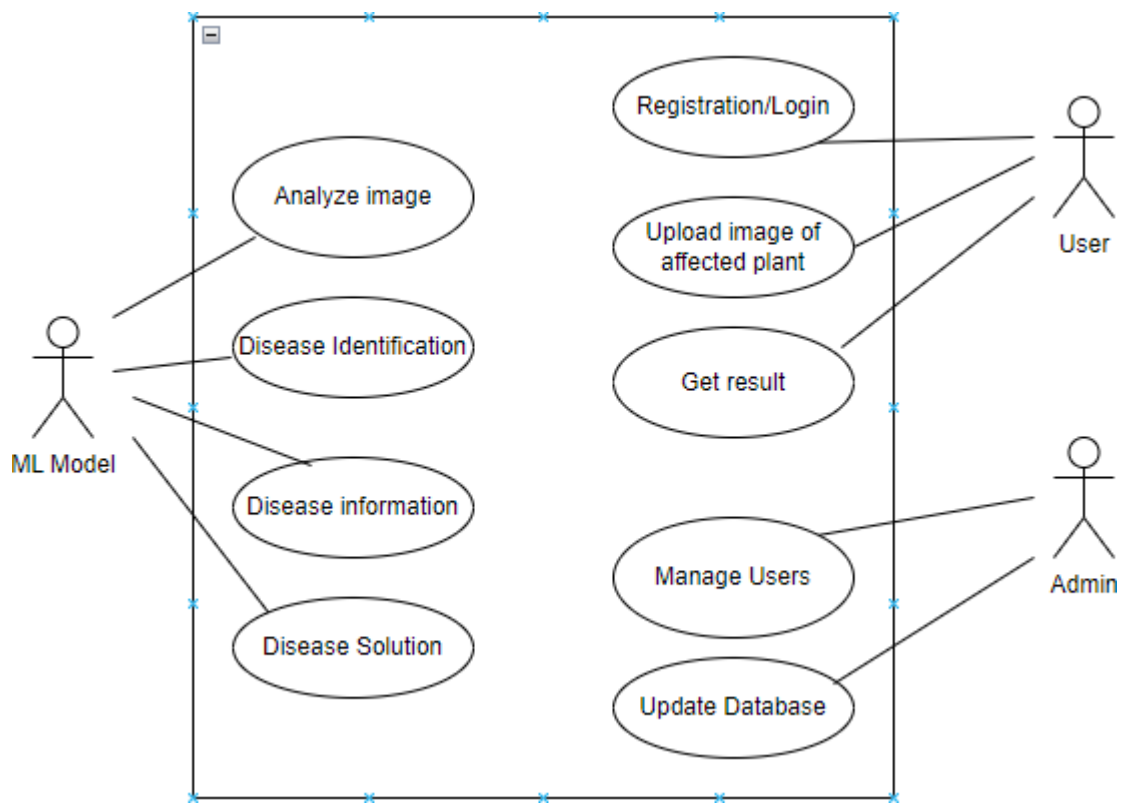 Registration/Login
Analyze image
Upload image of
affected plant
User
Disease Identification
Get result
ML Model
Disease information
Manage Users
Admin
Disease Solution
Update Database